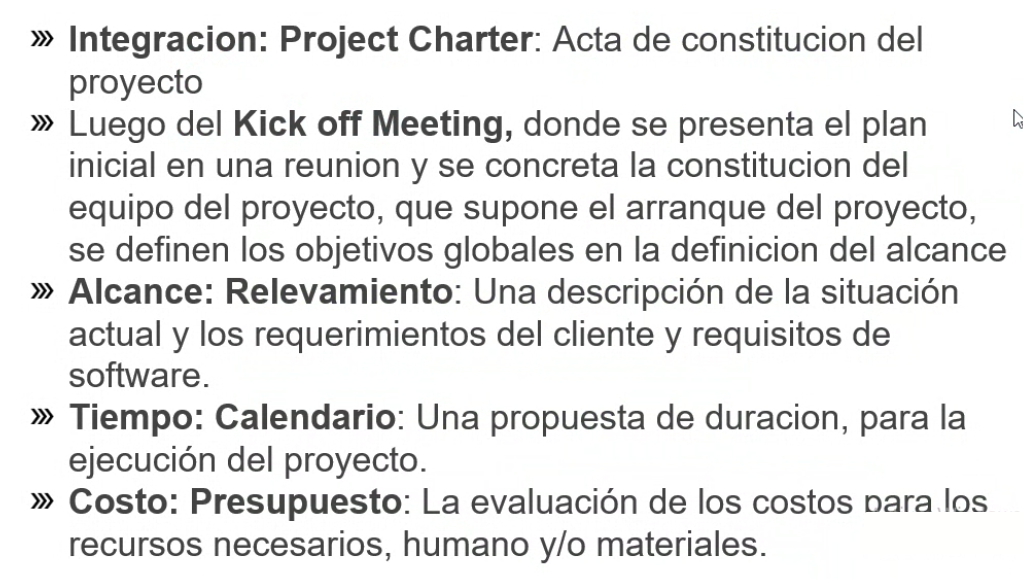 »» Integracion: Project Charter: Acta de constitucion del
proyecto
»» Luego del Kick off Meeting, donde se presenta el plan
inicial en una reunion y se concreta la constitucion del
equipo del proyecto, que supone el arranque del proyecto,
se definen los objetivos globales en la definicion del alcance
»» Alcance: Relevamiento: Una descripción de la situación
actual y los requerimientos del cliente y requisitos de
software.
»» Tiempo: Calendario: Una propuesta de duracion, para la
ejecución del proyecto.
»» Costo: Presupuesto: La evaluación de los costos para los
recursos necesarios, humano y/o materiales.